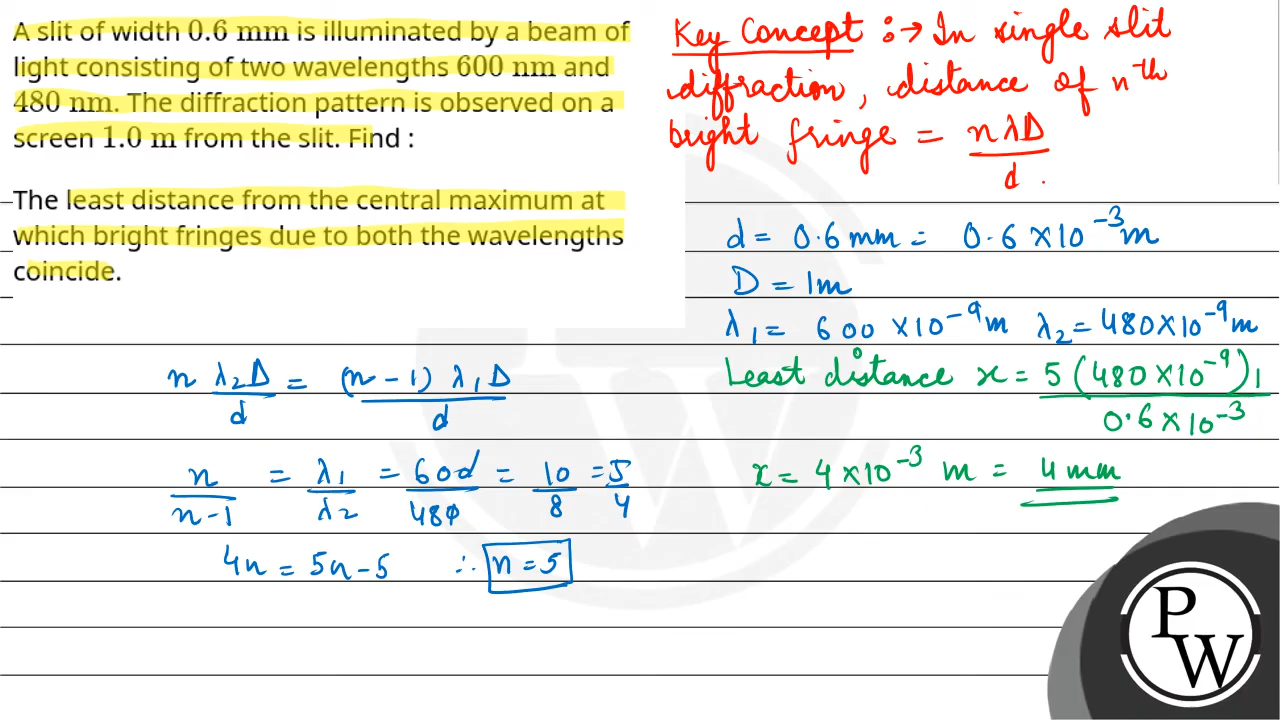 A slit of width 0.6 mm is illuminated by a beam of
light consisting of two wavelengths 600 nm and
480 nm. The diffraction pattern is observed on a
screen 1.0 m from the slit. Find :
The least distance from the central maximum at
which bright fringes due to both the wavelengths
coincide.
Key Concept :→ In single slit
diffraction, distance of nth
bright fringe = nλD/d.
d = 0.6 mm = 0.6 × 10⁻³ m
D = 1m
λ₁ = 600 × 10⁻⁹ m λ₂ = 480 × 10⁻⁹ m
n λ₂D/d = (n - 1) λ₁D/d
n/(n-1) = λ₁/λ₂ = 600/480 = 10/8 = 5/4
4n = 5n - 5 ∴ n = 5
Least distance x = 5 (480 × 10⁻⁹) 1/0.6 × 10⁻³
x = 4 × 10⁻³ m = 4 mm
PW